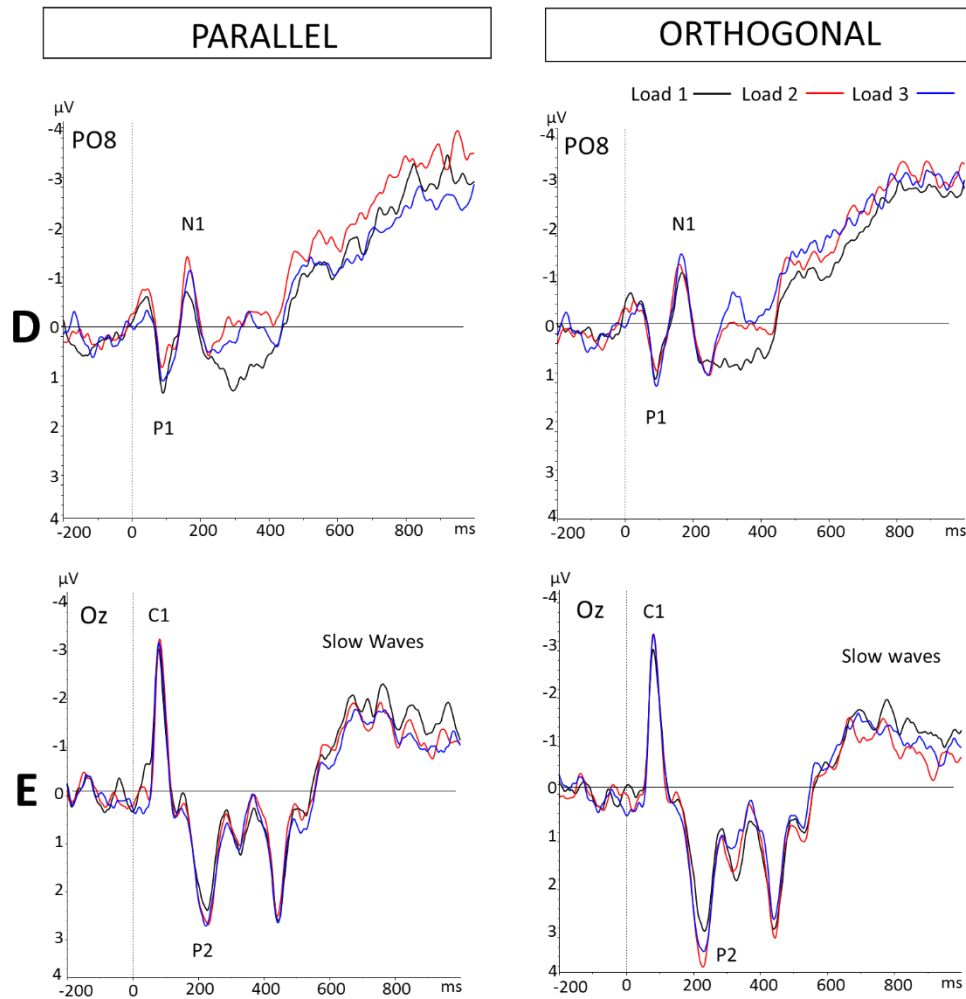 PARALLEL
ORTHOGONAL
Load 1 Load 2 Load 3
µV
PO8
-4
-3
-2
-1
0
1
2
3
4
N1
P1
D
-200 0 200 400 600 800 ms
µV
PO8
-4
-3
-2
-1
0
1
2
3
4
N1
P1
-200 0 200 400 600 800 ms
µV
Oz
C1
Slow Waves
-4
-3
-2
-1
0
1
2
3
4
E
P2
-200 0 200 400 600 800 ms
µV
Oz
C1
Slow waves
-4
-3
-2
-1
0
1
2
3
4
P2
-200 0 200 400 600 800 ms